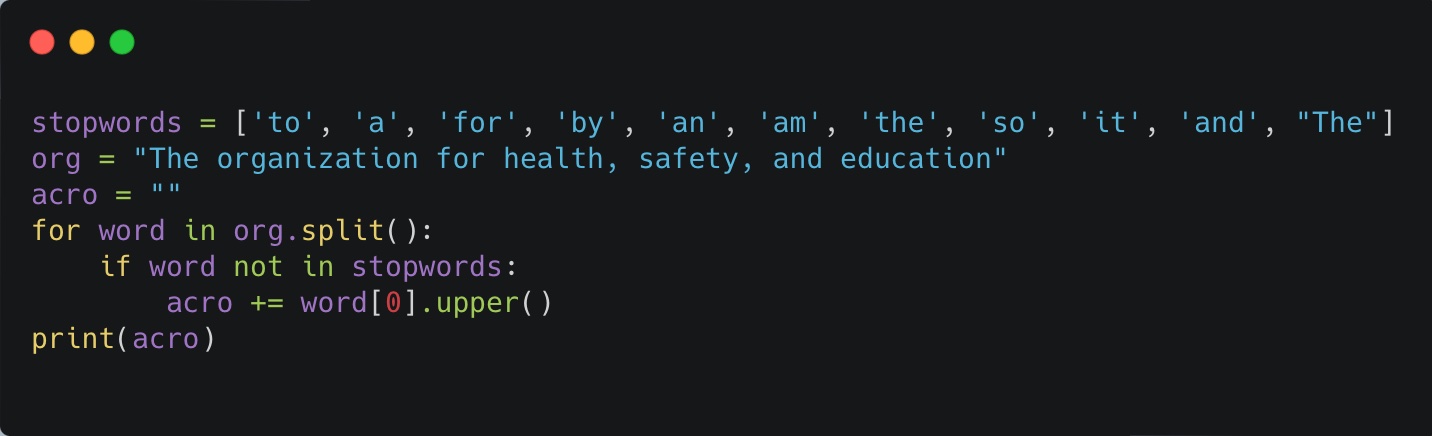 stopwords = ['to', 'a', 'for', 'by', 'an', 'am', 'the', 'so', 'it', 'and', "The"]
org = "The organization for health, safety, and education"
acro = ""
for word in org.split():
    if word not in stopwords:
        acro += word[0].upper()
print(acro)